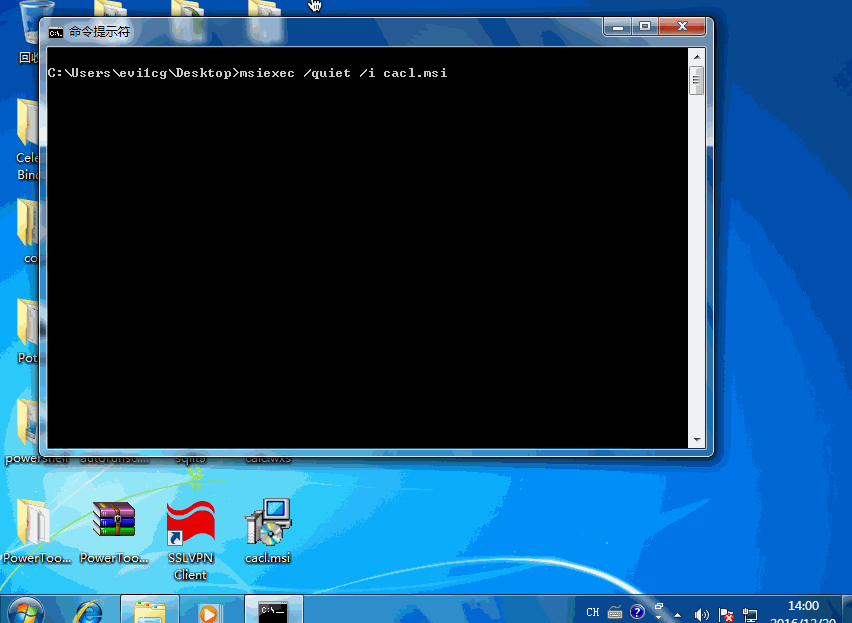 命令提示符
回收
C:\Users\evi1cg\Desktop>msiexec /quiet /i cacl.msi
Cele
Bind
co
Pot
powershell autorunsc... sqlite calc.wxs
PowerToo... PowerToo... SSLVPN Client cacl.msi
C:\_
CH
14:00
2016/12/20